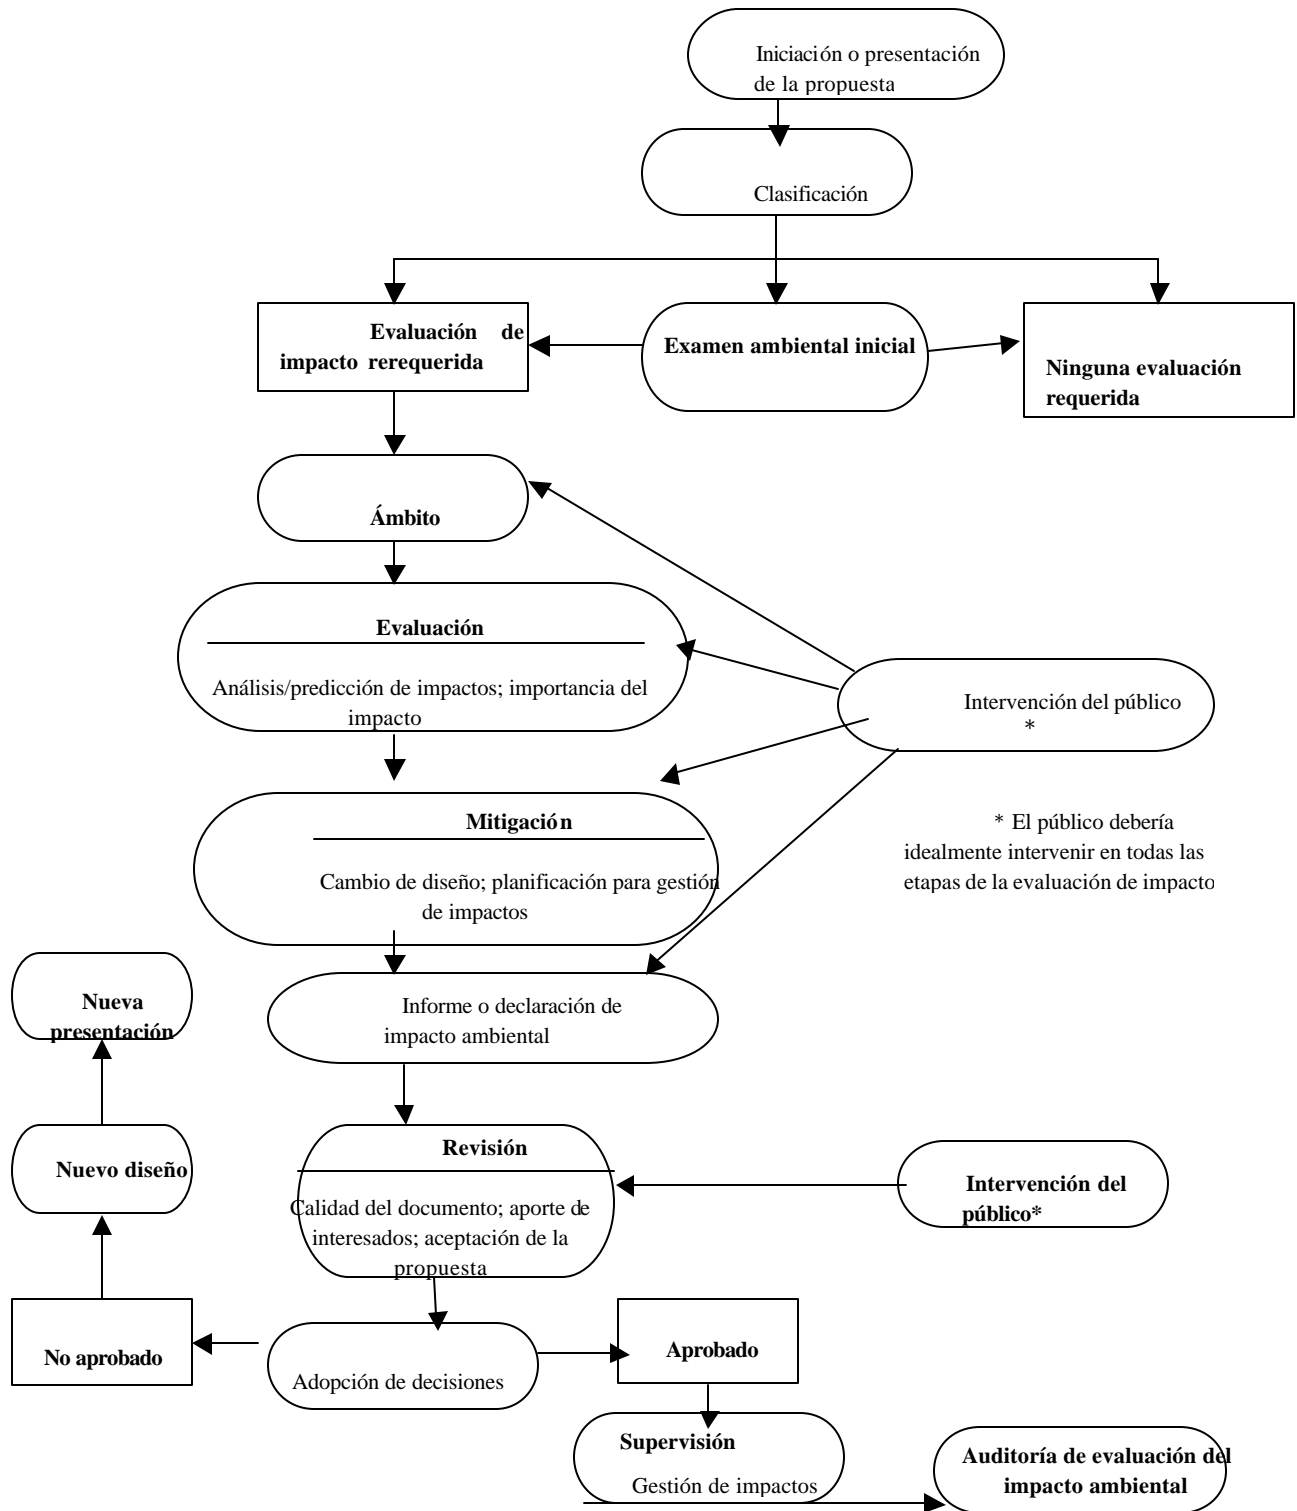 Iniciación o presentación
de la propuesta
Clasificación
Evaluación de
impacto rerequerida
Examen ambiental inicial
Ninguna evaluación
requerida
Ámbito
Evaluación
Análisis/predicción de impactos; importancia del
impacto
Intervención del público
*
Mitigación
Cambio de diseño; planificación para gestión
de impactos
* El público debería
idealmente intervenir en todas las
etapas de la evaluación de impacto
Nueva
presentación
Informe o declaración de
impacto ambiental
Nuevo diseño
Revisión
Calidad del documento; aporte de
interesados; aceptación de la
propuesta
Intervención del
público*
No aprobado
Adopción de decisiones
Aprobado
Supervisión
Gestión de impactos
Auditoría de evaluación del
impacto ambiental